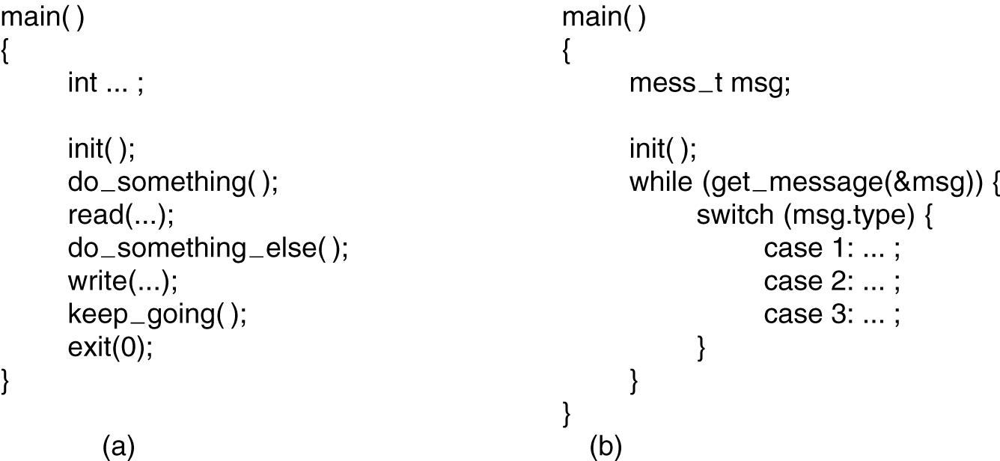 main( )
{
int ... ;
init( );
do_something( );
read(...);
do_something_else( );
write(...);
keep_going( );
exit(0);
}
(a)
main( )
{
mess_t msg;
init( );
while (get_message(&msg)) {
switch (msg.type) {
case 1: ... ;
case 2: ... ;
case 3: ... ;
}
}
}
(b)